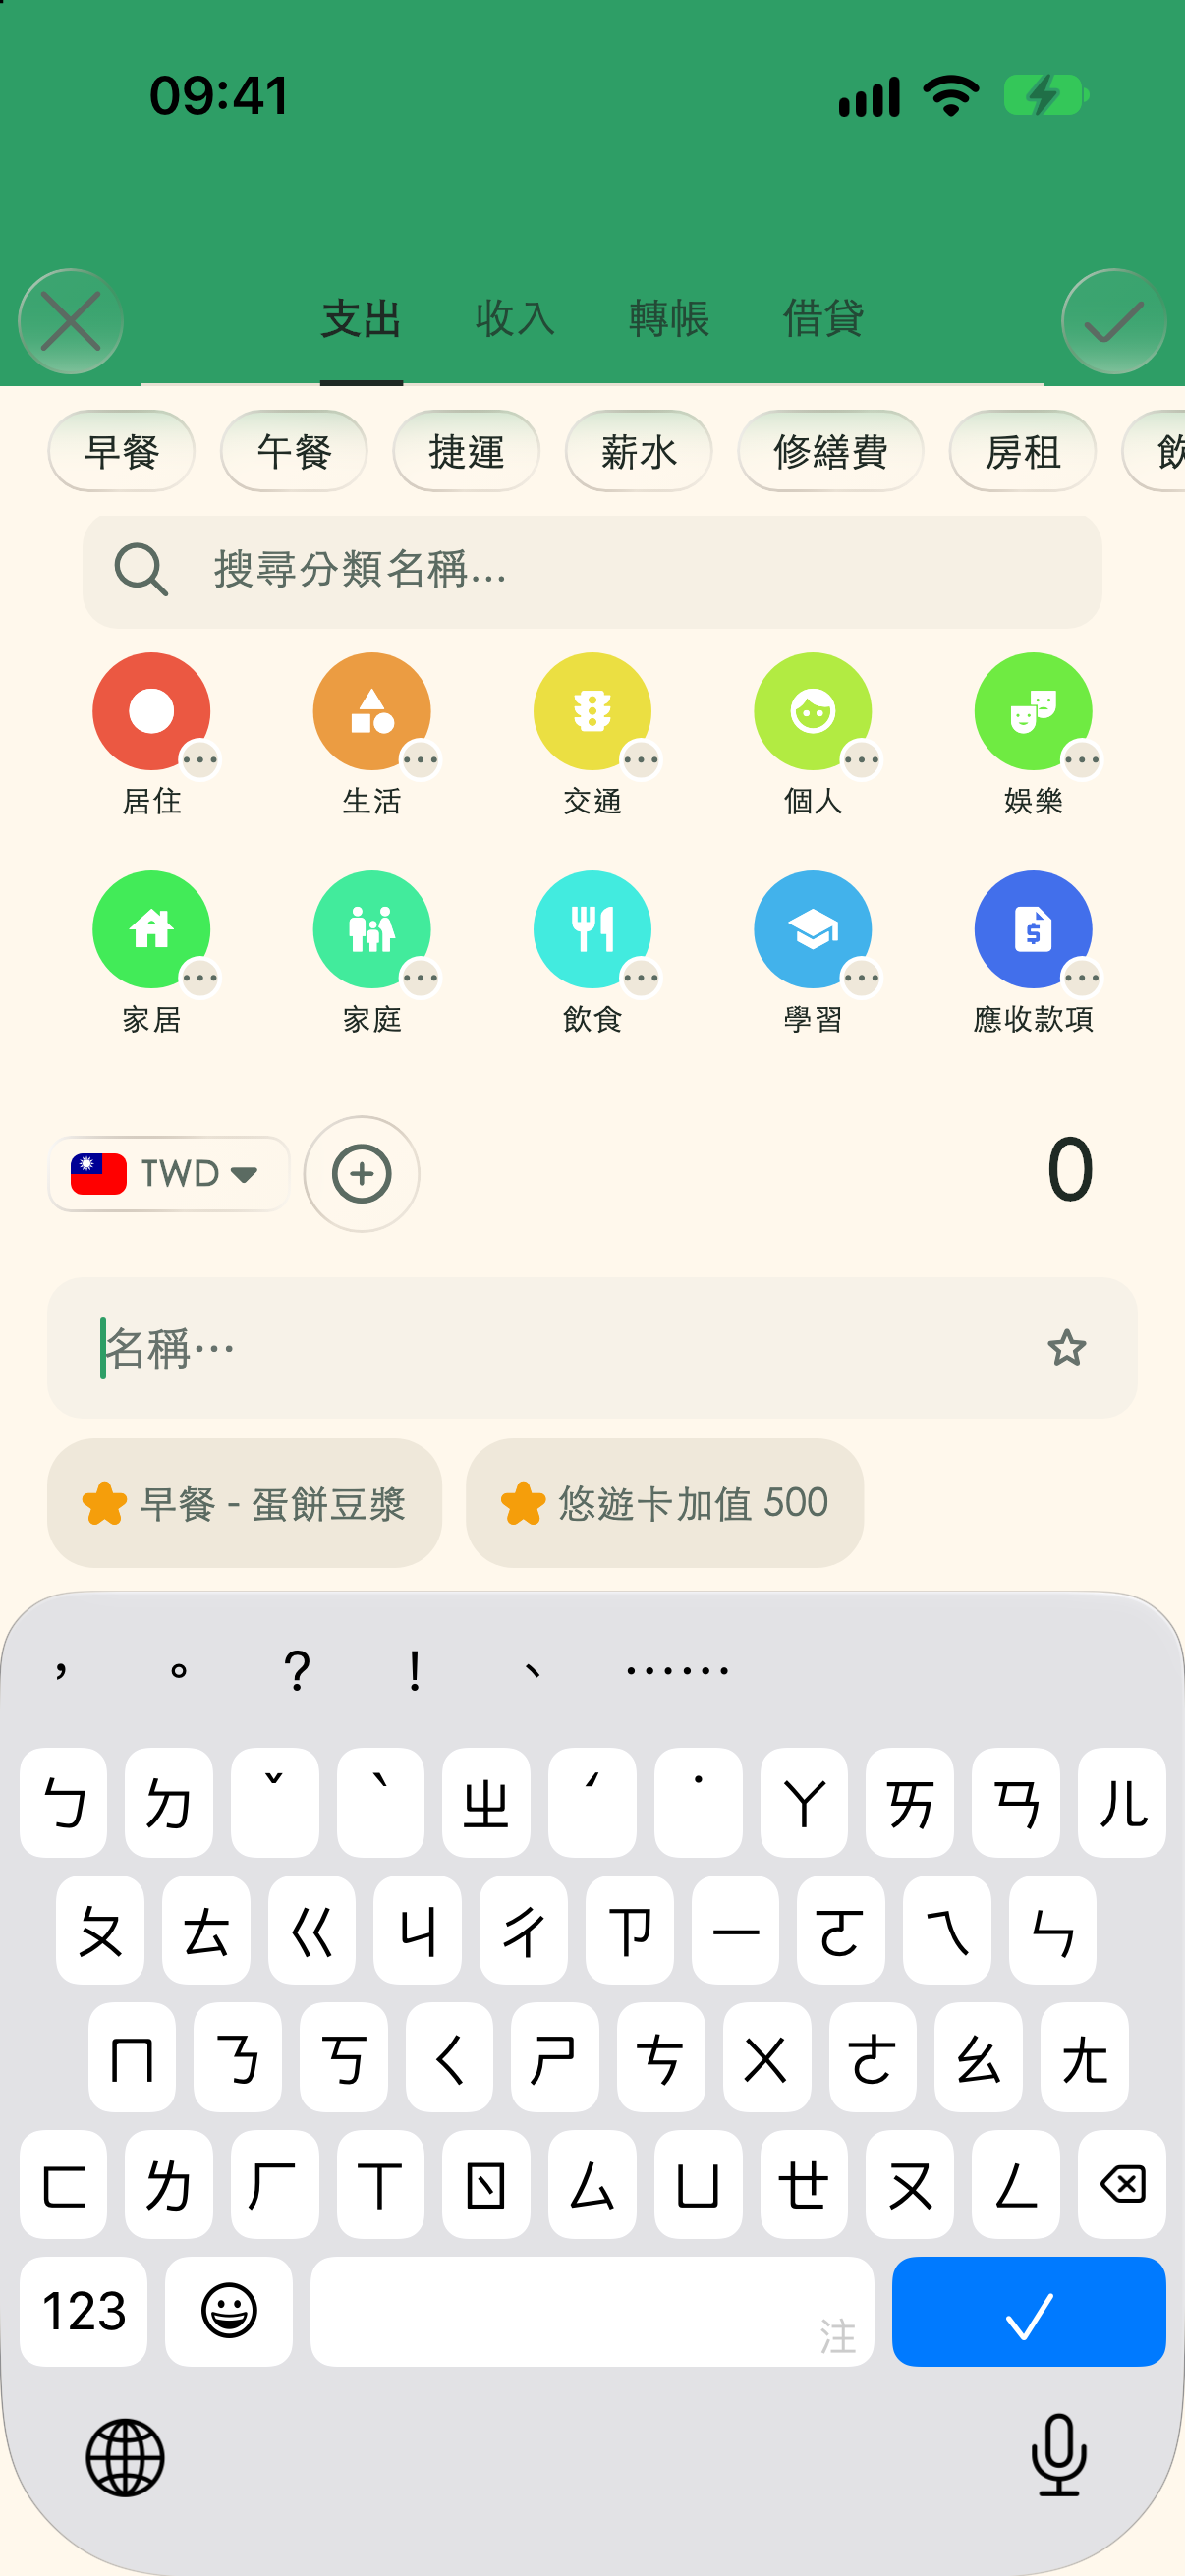 09:41
支出 收入 轉帳 借貸
早餐 午餐 捷運 薪水 修繕費 房租 飲
搜尋分類名稱...
居住 生活 交通 個人 娛樂
家居 家庭 飲食 學習 應收款項
TWD 0
名稱…
早餐 - 蛋餅豆漿 悠遊卡加值 500
， 。 ? ! 、 ……
ㄅ ㄉ ˇ ˋ ㄓ ˊ ˙ ㄚ ㄞ ㄢ ㄦ
ㄆ ㄊ ㄍ ㄐ ㄔ ㄗ ㄧ ㄛ ㄟ ㄣ
ㄇ ㄋ ㄎ ㄑ ㄕ ㄘ ㄨ ㄜ ㄠ ㄤ
ㄈ ㄌ ㄏ ㄒ ㄖ ㄙ ㄩ ㄝ ㄡ ㄥ
123 注